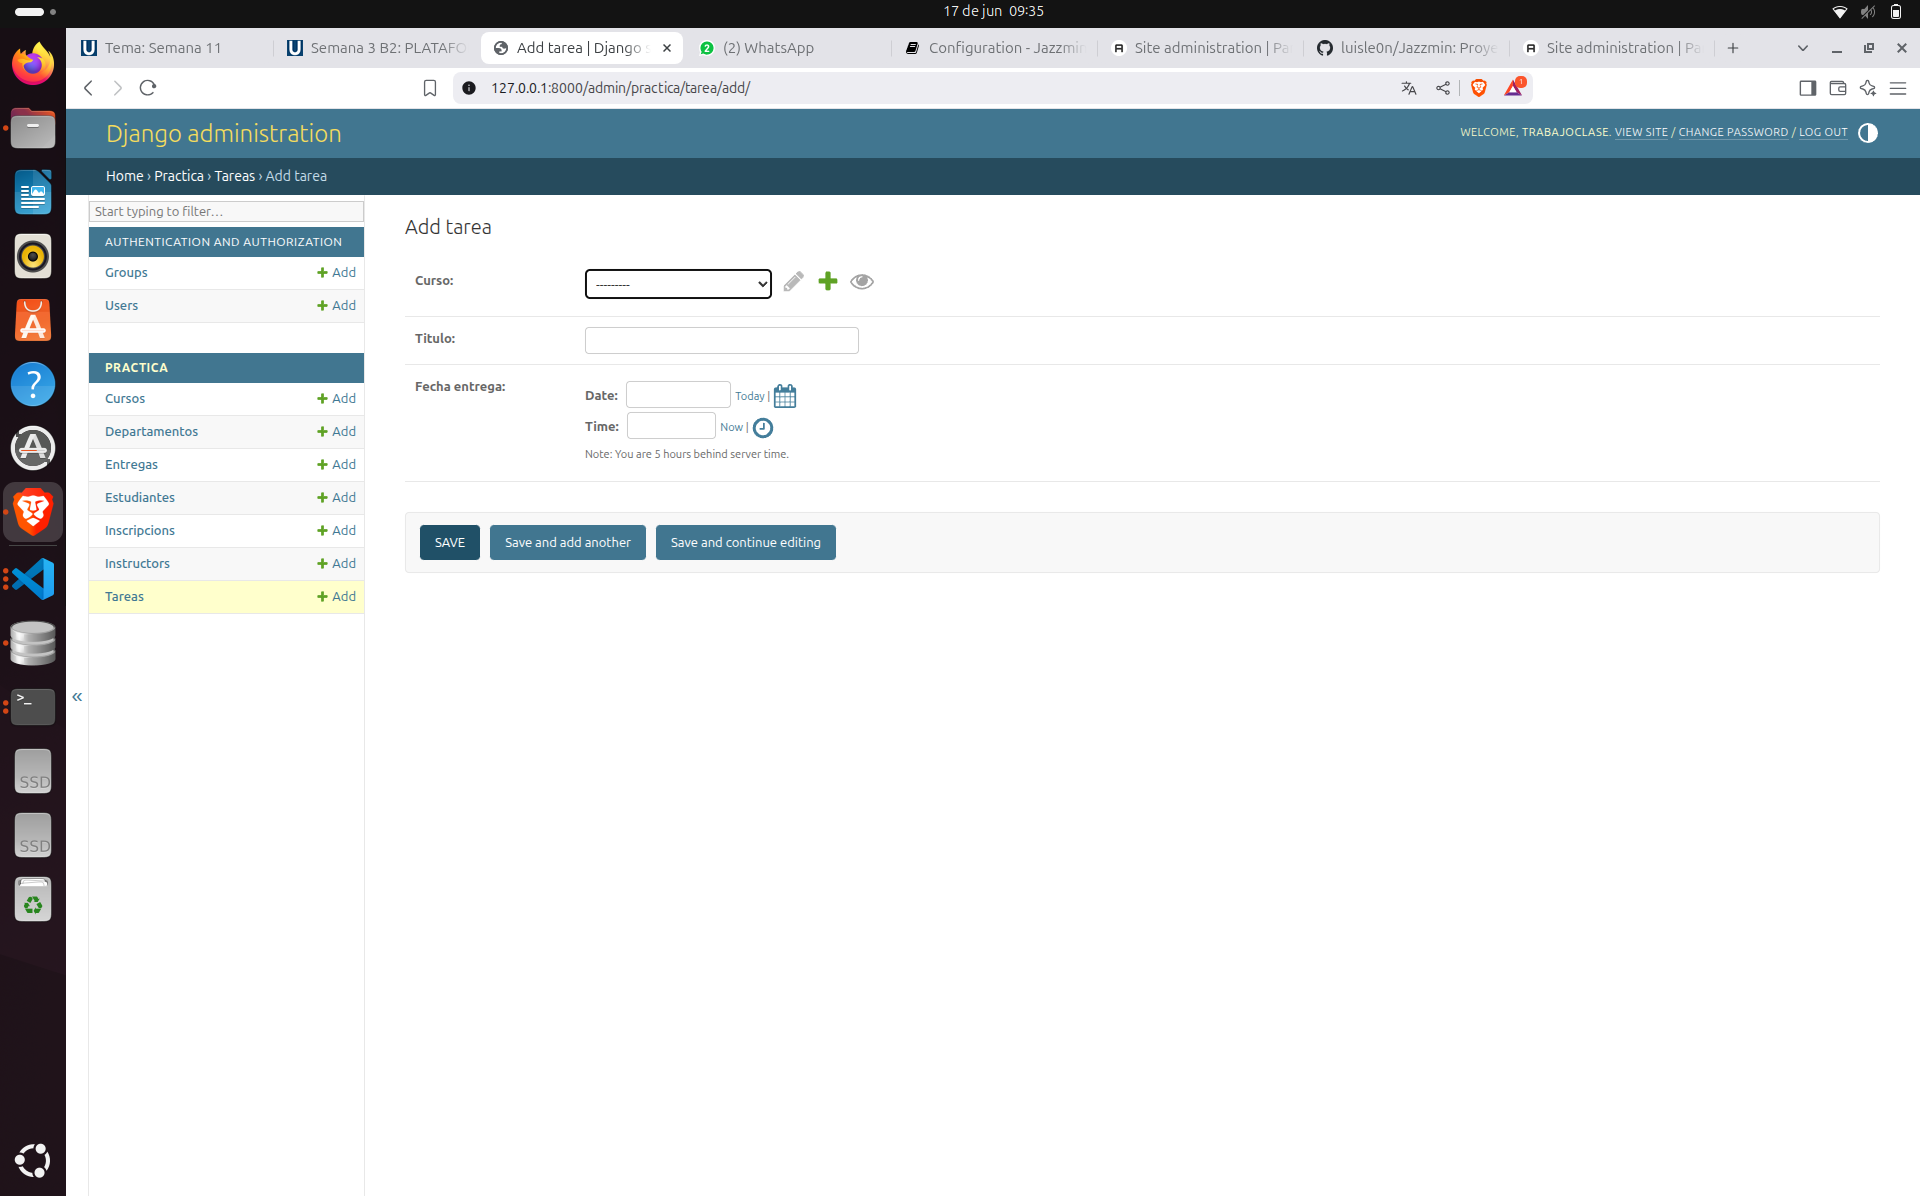 17 de jun 09:35
Tema: Semana 11
Semana 3 B2: PLATAFO
Add tarea | Django s
(2) WhatsApp
Configuration - Jazzmin
Site administration | Pa
luisle0n/Jazzmin: Proye
Site administration | Pa
127.0.0.1:8000/admin/practica/tarea/add/
Django administration
WELCOME, TRABAJOCLASE. VIEW SITE / CHANGE PASSWORD / LOG OUT
Home › Practica › Tareas › Add tarea
Start typing to filter…
AUTHENTICATION AND AUTHORIZATION
Groups Add
Users Add
PRACTICA
Cursos Add
Departamentos Add
Entregas Add
Estudiantes Add
Inscripcions Add
Instructors Add
Tareas Add
«
Add tarea
Curso: ---------
Titulo:
Fecha entrega:
Date: Today |
Time: Now |
Note: You are 5 hours behind server time.
SAVE
Save and add another
Save and continue editing
SSD
SSD